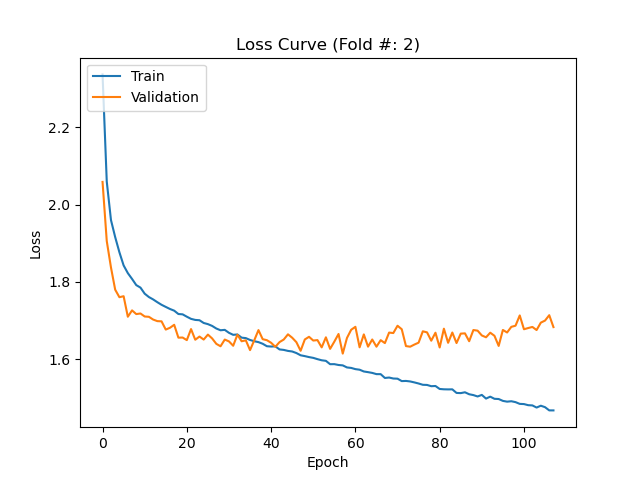 Loss Curve (Fold #: 2)
Train
Validation
2.2
2.0
1.8
1.6
Loss
0 20 40 60 80 100
Epoch